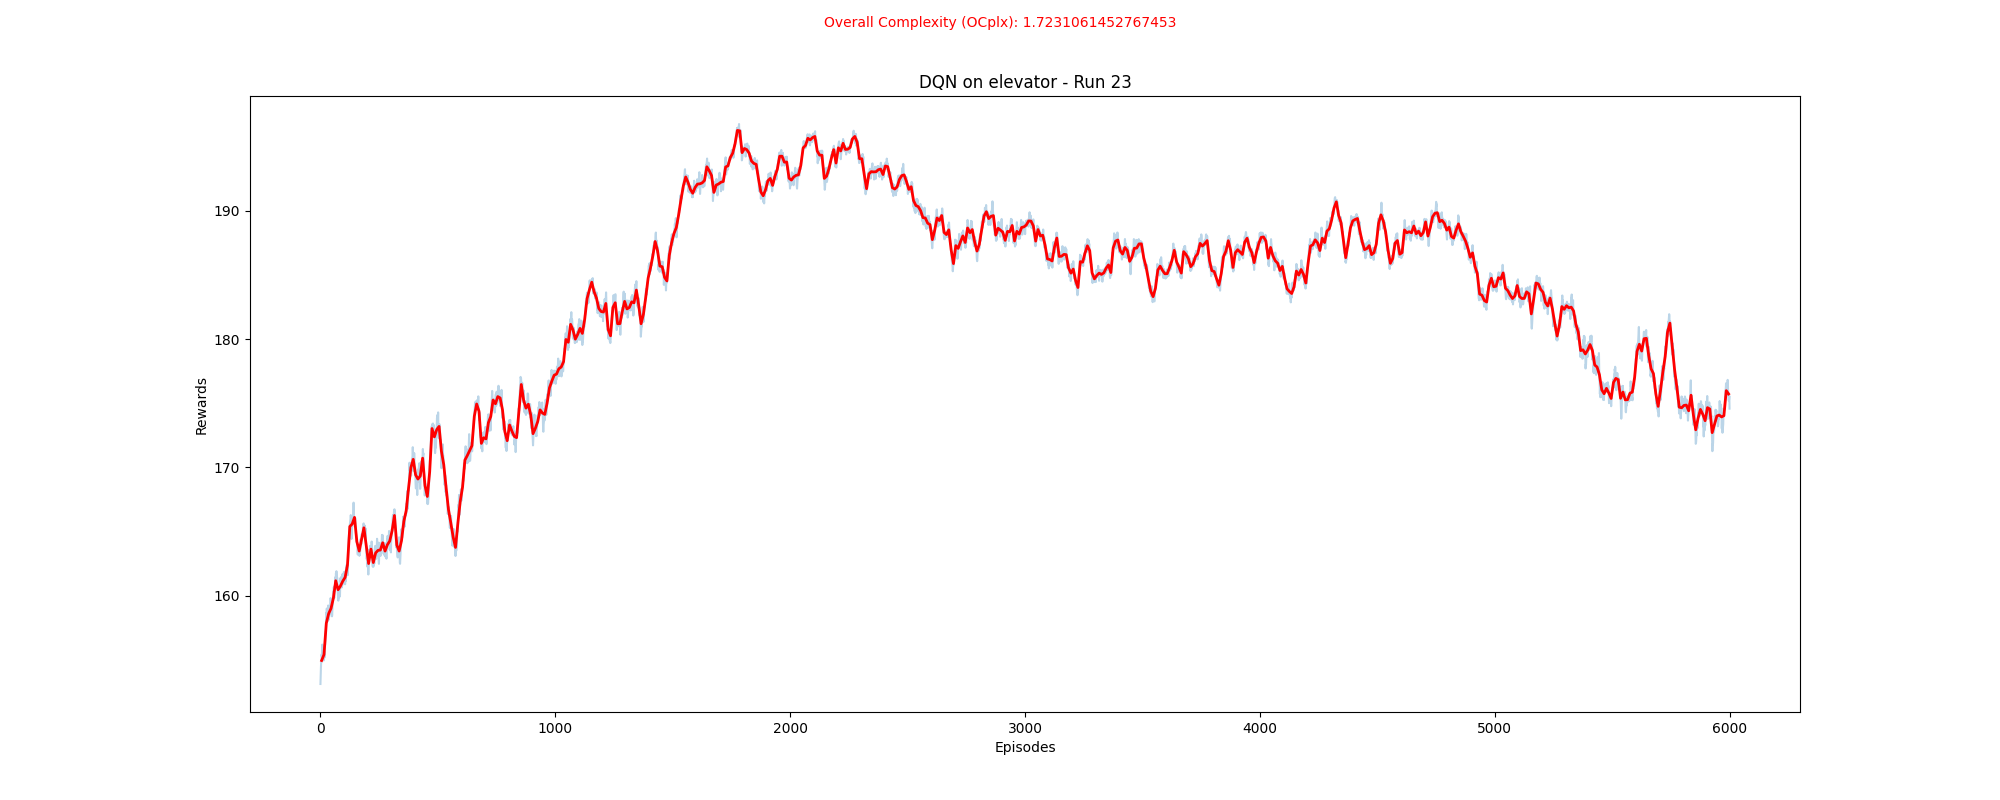 Overall Complexity (OCplx): 1.7231061452767453
DQN on elevator - Run 23
Rewards
190
180
170
160
0 1000 2000 3000 4000 5000 6000
Episodes